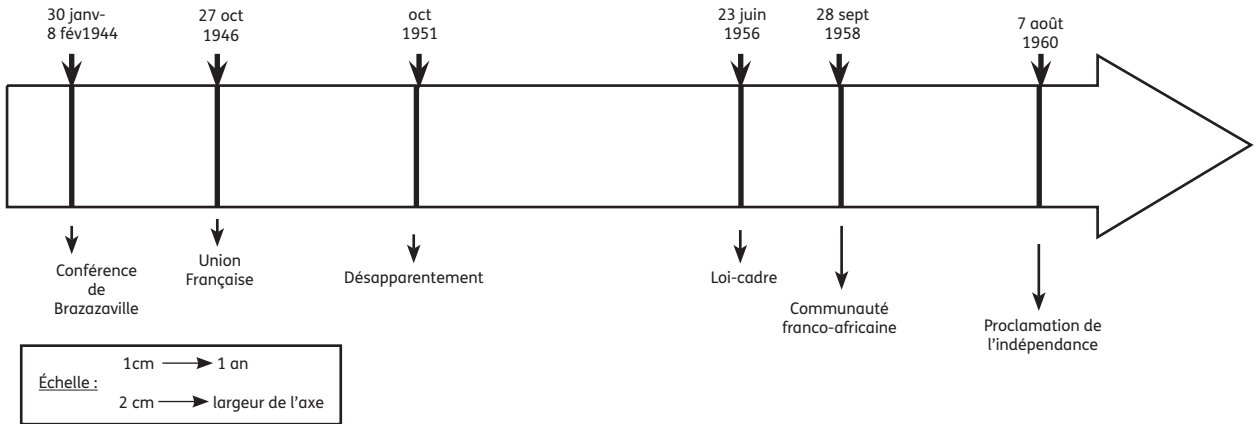 30 janv-
8 fév1944
27 oct
1946
oct
1951
23 juin
1956
28 sept
1958
7 août
1960
Conférence
de
Brazazaville
Union
Française
Désapparentement
Loi-cadre
Communauté
franco-africaine
Proclamation de
l'indépendance
Échelle :
1cm → 1 an
2 cm → largeur de l'axe